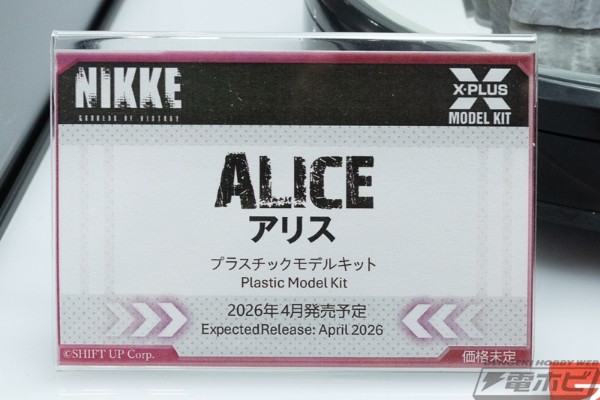 NIKKE
GODDESS OF VICTORY
X-PLUS
MODEL KIT
ALICE
アリス
プラスチックモデルキット
Plastic Model Kit
2026年4月発売予定
ExpectedRelease: April 2026
©SHIFT UP Corp.
価格未定
HOBBY WEB
電ホビ